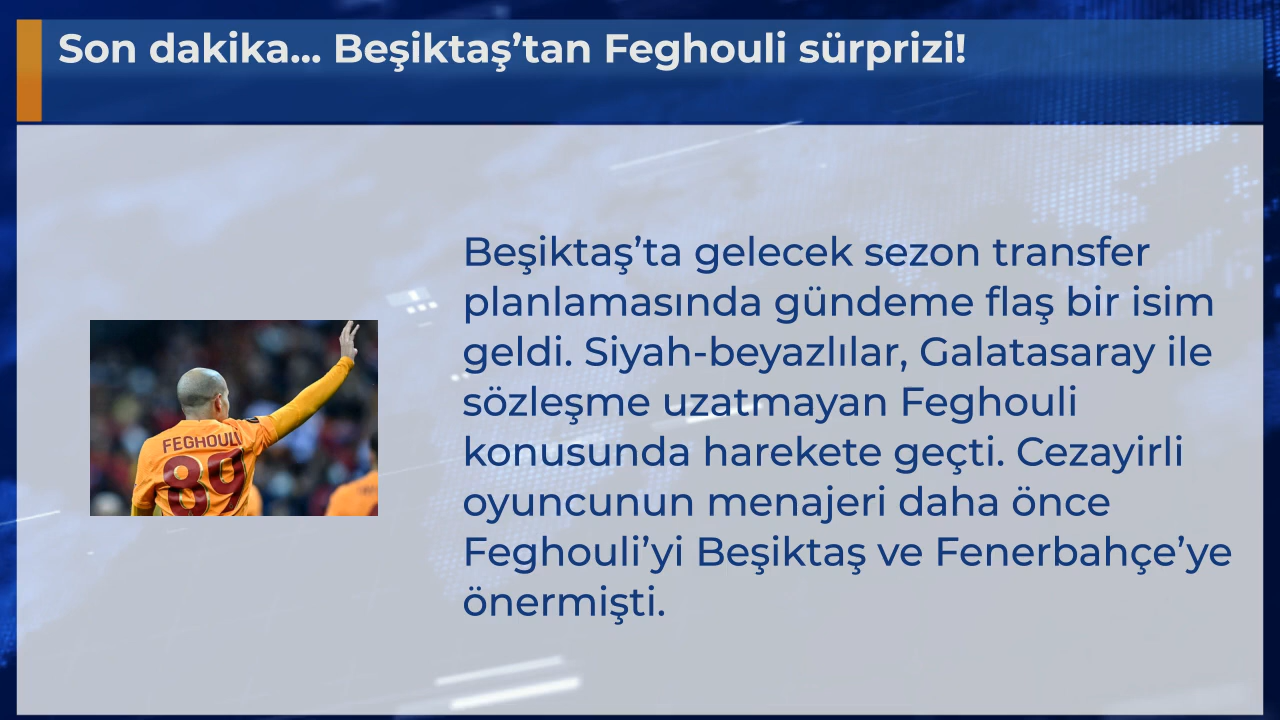 Son dakika... Beşiktaş’tan Feghouli sürprizi!
Beşiktaş’ta gelecek sezon transfer
planlamasında gündeme flaş bir isim
geldi. Siyah-beyazlılar, Galatasaray ile
sözleşme uzatmayan Feghouli
konusunda harekete geçti. Cezayirli
oyuncunun menajeri daha önce
Feghouli’yi Beşiktaş ve Fenerbahçe’ye
önermişti.
FEGHOULI
89